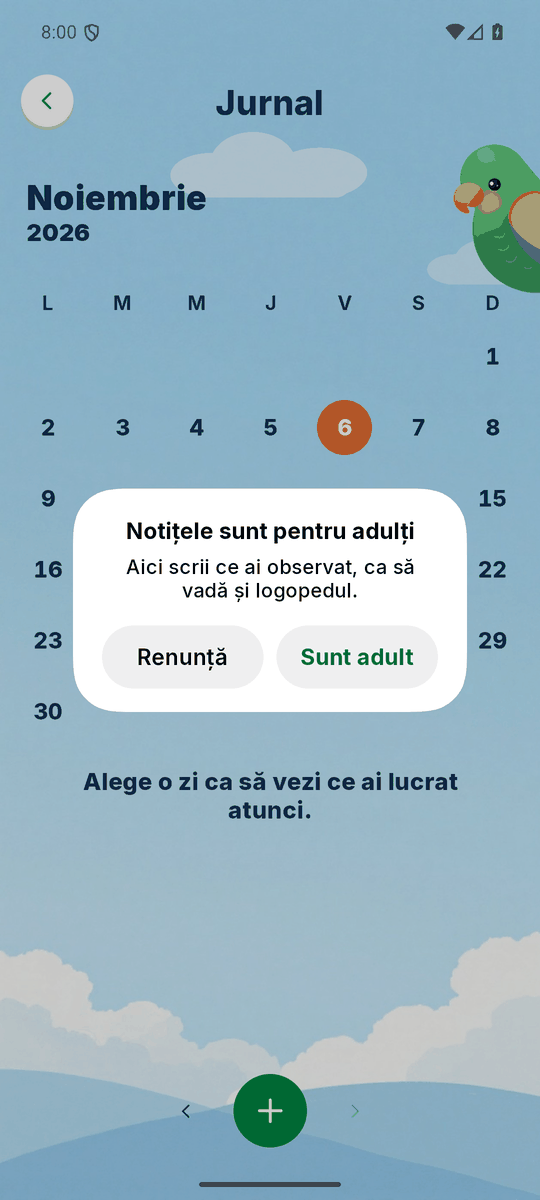 8:00
Jurnal
Noiembrie
2026
L M M J V S D
1
2 3 4 5 6 7 8
9 15
Notițele sunt pentru adulți
Aici scrii ce ai observat, ca să
vadă și logopedul.
16 22
23 29
Renunță Sunt adult
30
Alege o zi ca să vezi ce ai lucrat
atunci.